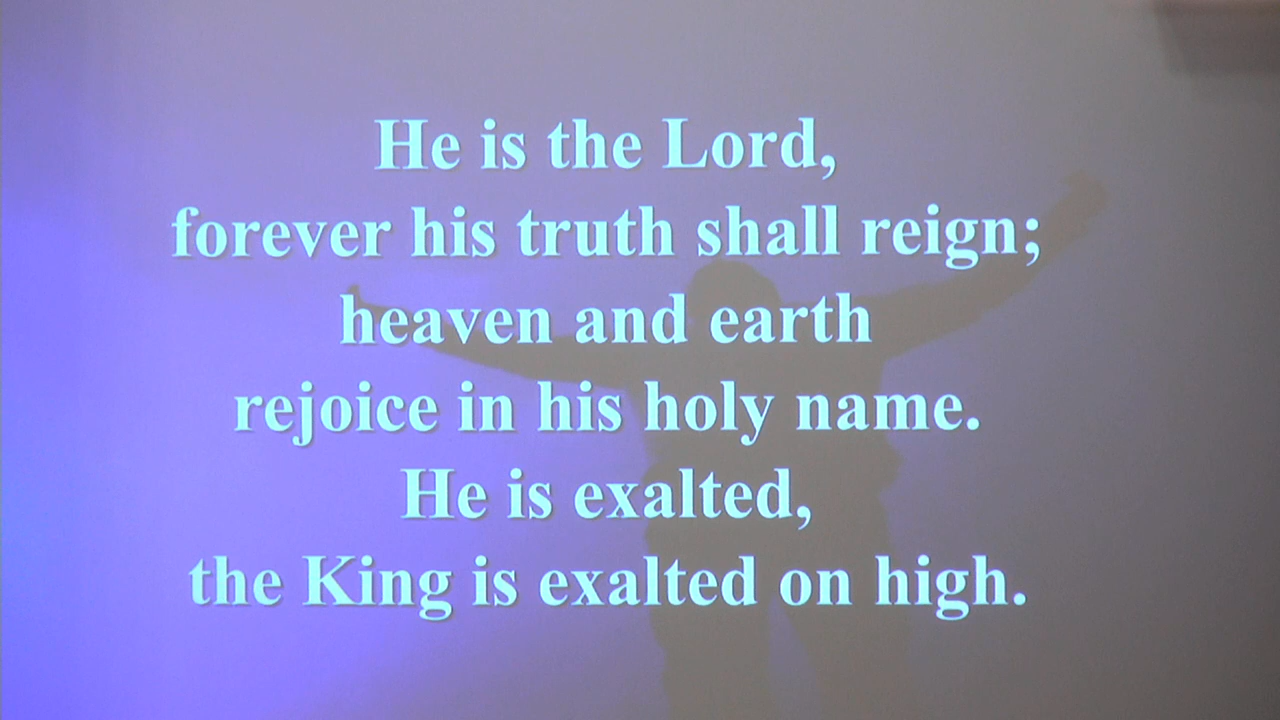 He is the Lord,
forever his truth shall reign;
heaven and earth
rejoice in his holy name.
He is exalted,
the King is exalted on high.